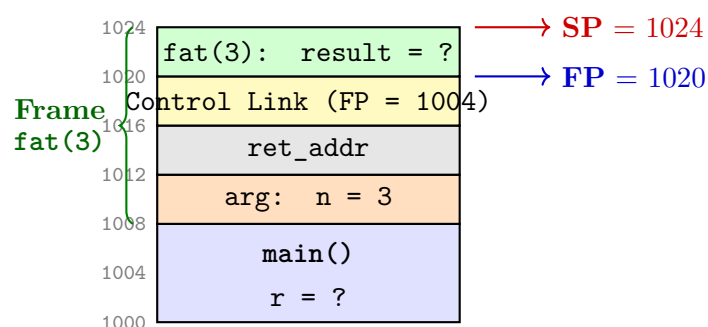 1024
fat(3): result = ?
SP = 1024
1020
FP = 1020
Control Link (FP = 1004)
Frame
fat(3)
1016
ret_addr
1012
arg: n = 3
1008
main()
1004
r = ?
1000